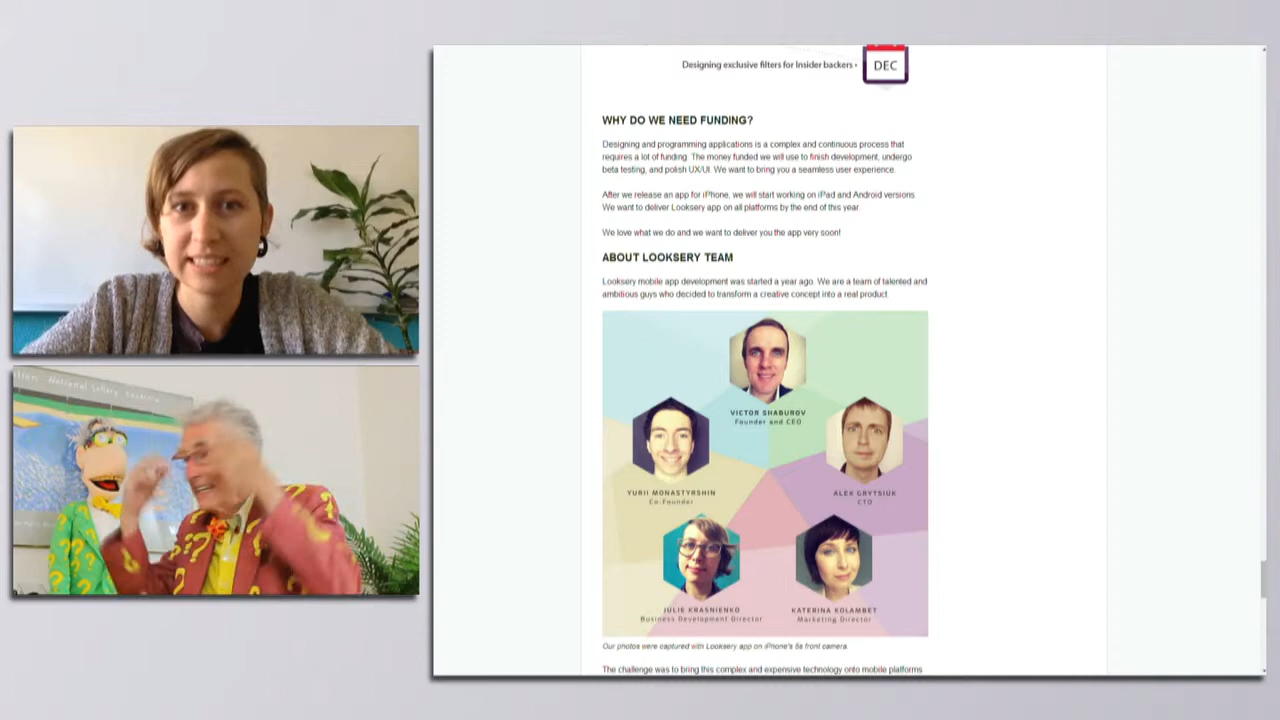 National Lottery
Designing exclusive filters for Insider backers •
DEC
WHY DO WE NEED FUNDING?
Designing and programming applications is a complex and continuous process that
requires a lot of funding. The money funded we will use to finish development, undergo
beta testing, and polish UX/UI. We want to bring you a seamless user experience.
After we release an app for iPhone, we will start working on iPad and Android versions.
We want to deliver Looksery app on all platforms by the end of this year.
We love what we do and we want to deliver you the app very soon!
ABOUT LOOKSERY TEAM
Looksery mobile app development was started a year ago. We are a team of talented and
ambitious guys who decided to transform a creative concept into a real product.
VICTOR SHABUROV
Founder and CEO
YURII MONASTYRSHIN
Co-Founder
ALEK GRYTSIUK
CTO
JULIE KRASNIENKO
Business Development Director
KATERINA KOLAMBET
Marketing Director
Our photos were captured with Looksery app on iPhone's 5s front camera.
The challenge was to bring this complex and expensive technology onto mobile platforms